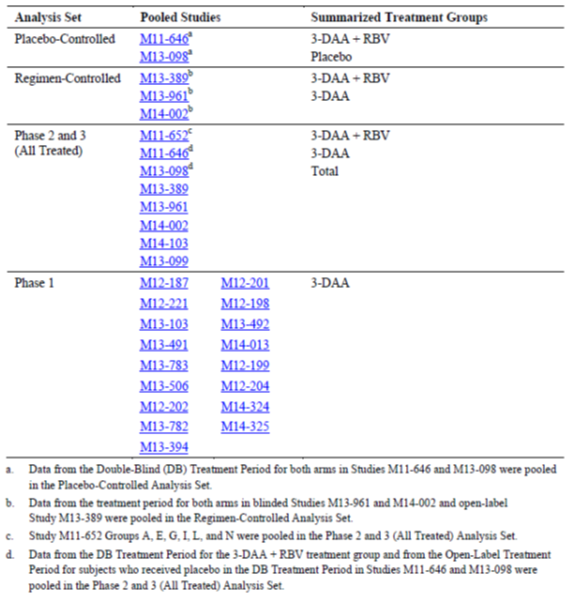 Analysis Set Pooled Studies Summarized Treatment Groups
Placebo-Controlled M11-646a 3-DAA + RBV
M13-098a Placebo
Regimen-Controlled M13-389b 3-DAA + RBV
M13-961b 3-DAA
M14-002b
Phase 2 and 3 M11-652c 3-DAA + RBV
(All Treated) M11-646d 3-DAA
M13-098d Total
M13-389
M13-961
M14-002
M14-103
M13-099
Phase 1 M12-187 M12-201 3-DAA
M12-221 M12-198
M13-103 M13-492
M13-491 M14-013
M13-783 M12-199
M13-506 M12-204
M12-202 M14-324
M13-782 M14-325
M13-394
a. Data from the Double-Blind (DB) Treatment Period for both arms in Studies M11-646 and M13-098 were pooled
in the Placebo-Controlled Analysis Set.
b. Data from the treatment period for both arms in blinded Studies M13-961 and M14-002 and open-label
Study M13-389 were pooled in the Regimen-Controlled Analysis Set.
c. Study M11-652 Groups A, E, G, I, L, and N were pooled in the Phase 2 and 3 (All Treated) Analysis Set.
d. Data from the DB Treatment Period for the 3-DAA + RBV treatment group and from the Open-Label Treatment
Period for subjects who received placebo in the DB Treatment Period in Studies M11-646 and M13-098 were
pooled in the Phase 2 and 3 (All Treated) Analysis Set.